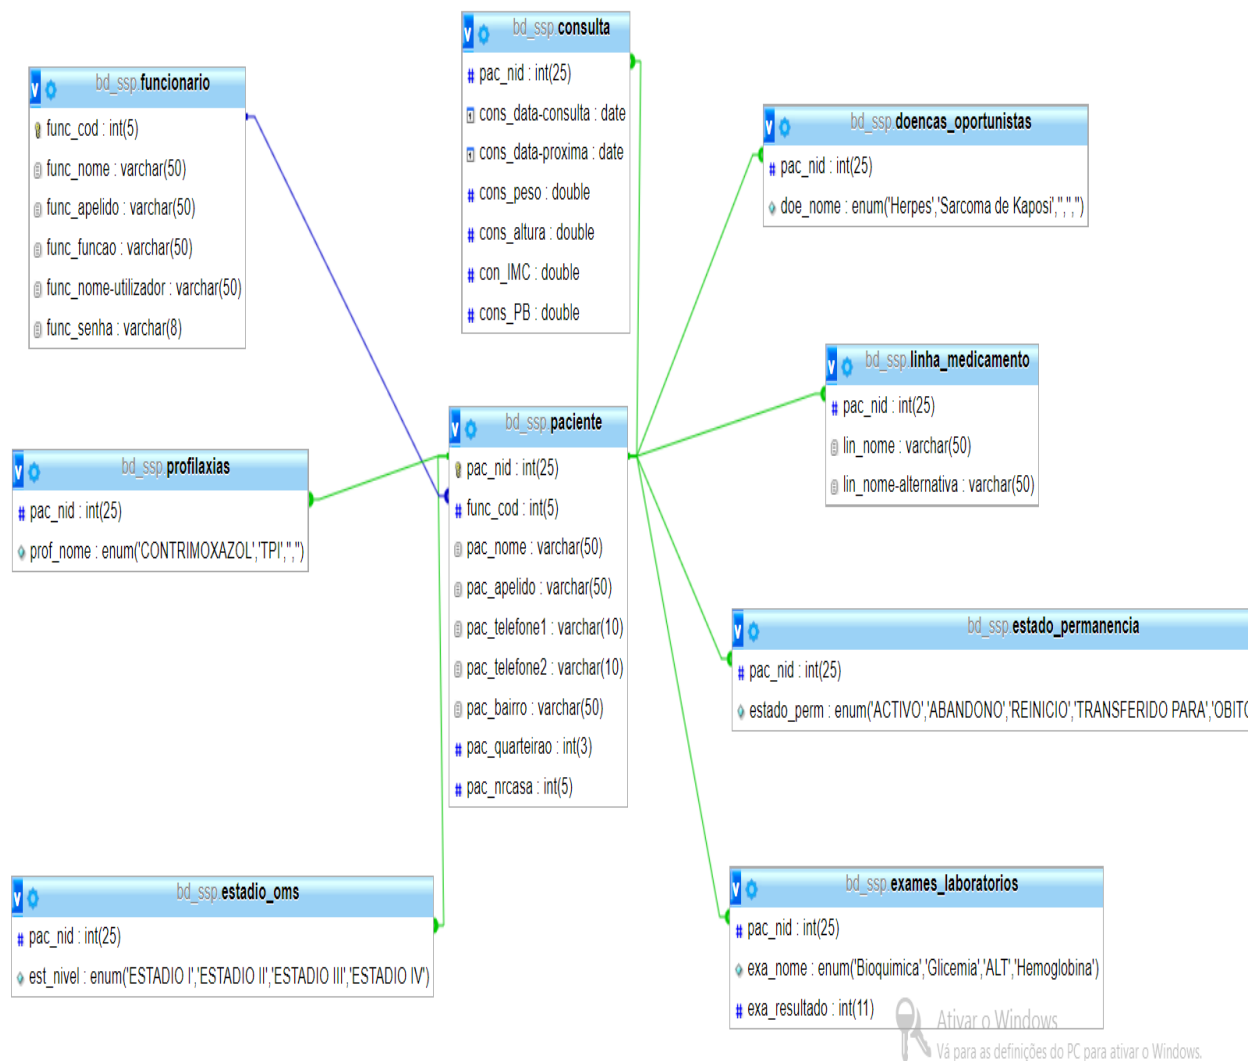 bd_ssp.funcionario
func_cod : int(5)
func_nome : varchar(50)
func_apelido : varchar(50)
func_funcao : varchar(50)
func_nome-utilizador : varchar(50)
func_senha : varchar(8)
bd_ssp.consulta
pac_nid : int(25)
cons_data-consulta : date
cons_data-proxima : date
cons_peso : double
cons_altura : double
con_IMC : double
cons_PB : double
bd_ssp.doencas_oportunistas
pac_nid : int(25)
doe_nome : enum('Herpes','Sarcoma de Kaposi','','','')
bd_ssp.linha_medicamento
pac_nid : int(25)
lin_nome : varchar(50)
lin_nome-alternativa : varchar(50)
bd_ssp.profilaxias
pac_nid : int(25)
prof_nome : enum('CONTRIMOXAZOL','TPI','','')
bd_ssp.paciente
pac_nid : int(25)
func_cod : int(5)
pac_nome : varchar(50)
pac_apelido : varchar(50)
pac_telefone1 : varchar(10)
pac_telefone2 : varchar(10)
pac_bairro : varchar(50)
pac_quarteirao : int(3)
pac_nrcasa : int(5)
bd_ssp.estado_permanencia
pac_nid : int(25)
estado_perm : enum('ACTIVO','ABANDONO','REINICIO','TRANSFERIDO PARA','OBITO
bd_ssp.estadio_oms
pac_nid : int(25)
est_nivel : enum('ESTADIO I','ESTADIO II','ESTADIO III','ESTADIO IV')
bd_ssp.exames_laboratorios
pac_nid : int(25)
exa_nome : enum('Bioquimica','Glicemia','ALT','Hemoglobina')
exa_resultado : int(11)
Ativar o Windows
Vá para as definições do PC para ativar o Windows.